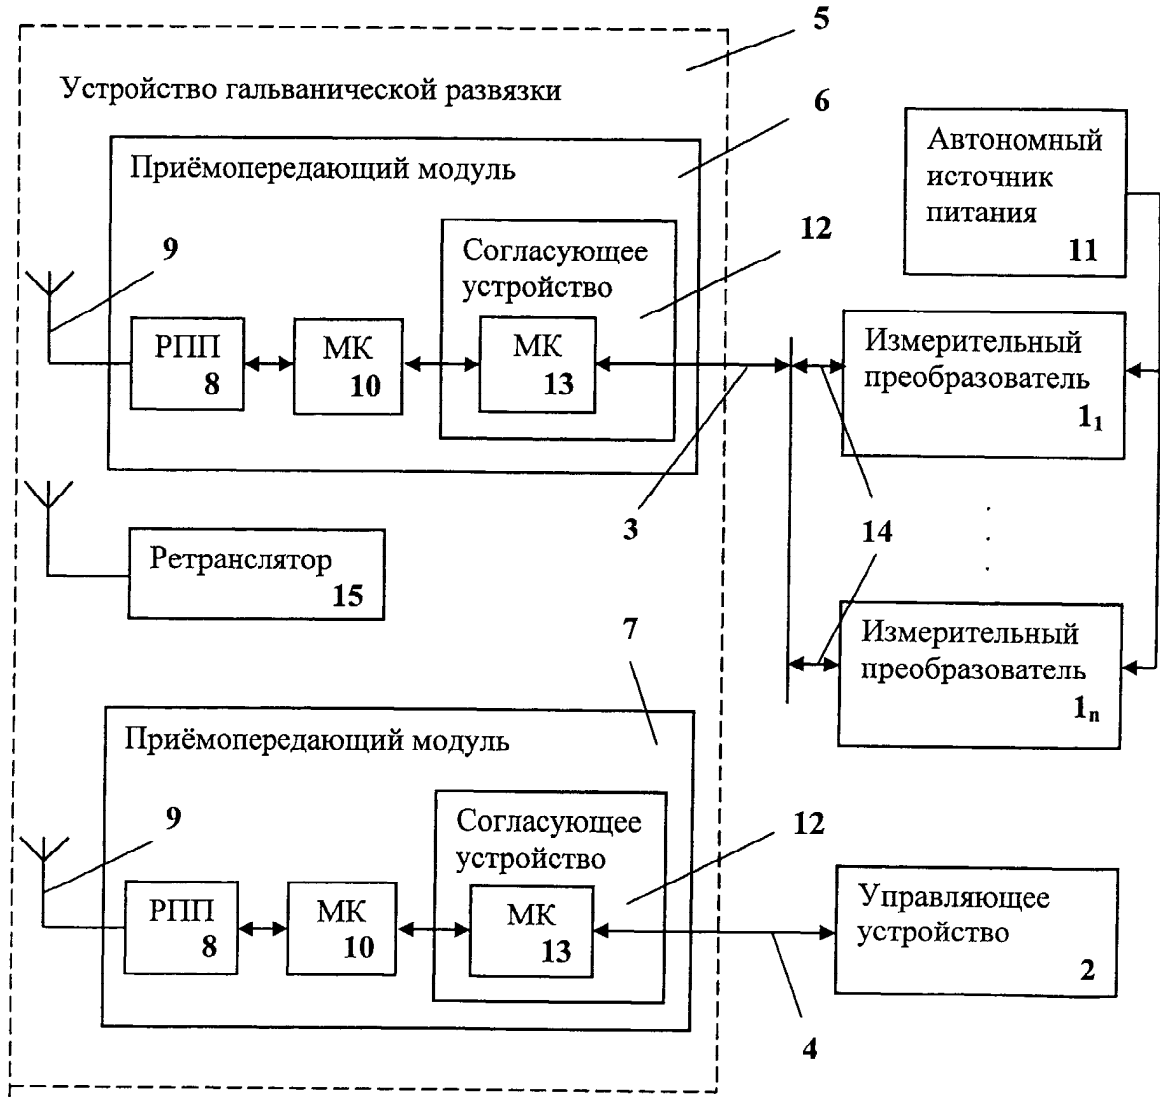 5
Устройство гальванической развязки
6
Приёмопередающий модуль
Автономный
источник
питания
11
12
Согласующее
устройство
9
РПП
8
МК
10
МК
13
Измерительный
преобразователь
1₁
3
14
Ретранслятор
15
7
Измерительный
преобразователь
1ₙ
Приёмопередающий модуль
12
Согласующее
устройство
9
РПП
8
МК
10
МК
13
Управляющее
устройство
2
4